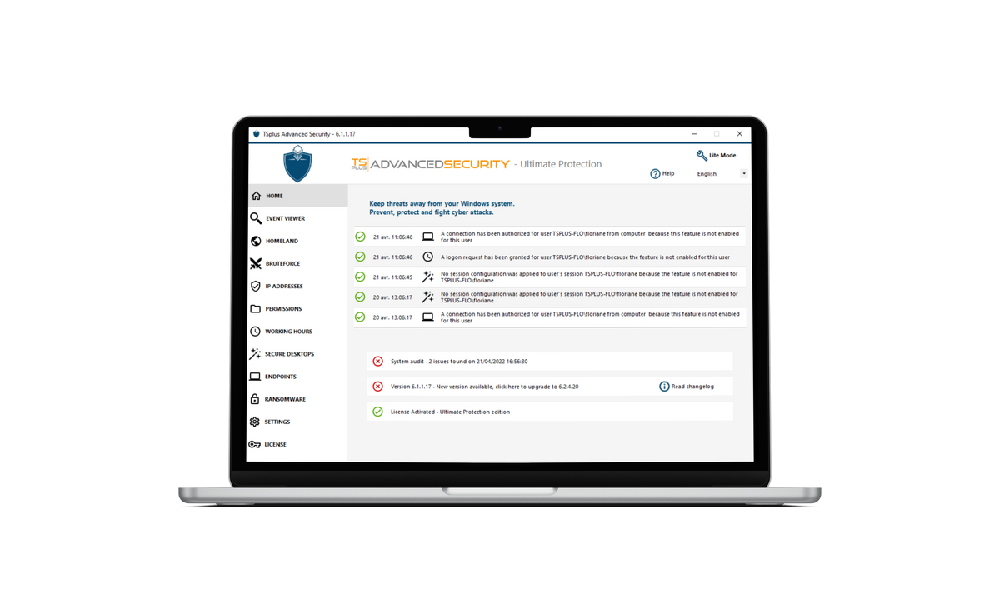 TSplus Advanced Security - 6.1.1.17
Lite Mode
TS PLUS ADVANCEDSECURITY - Ultimate Protection
Help
English
HOME
EVENT VIEWER
HOMELAND
BRUTEFORCE
IP ADDRESSES
PERMISSIONS
WORKING HOURS
SECURE DESKTOPS
ENDPOINTS
RANSOMWARE
SETTINGS
LICENSE
Keep threats away from your Windows system.
Prevent, protect and fight cyber attacks.
21 avr. 11:06:46
A connection has been authorized for user TSPLUS-FLO\floriane from computer because this feature is not enabled
for this user
21 avr. 11:06:46
A logon request has been granted for user TSPLUS-FLO\floriane because the feature is not enabled for this user
21 avr. 11:06:45
No session configuration was applied to user's session TSPLUS-FLO\floriane because the feature is not enabled for
TSPLUS-FLO\floriane
20 avr. 13:06:17
No session configuration was applied to user's session TSPLUS-FLO\floriane because the feature is not enabled for
TSPLUS-FLO\floriane
20 avr. 13:06:17
A connection has been authorized for user TSPLUS-FLO\floriane from computer because this feature is not enabled
for this user
System audit - 2 issues found on 21/04/2022 16:56:30
Version 6.1.1.17 - New version available, click here to upgrade to 6.2.4.20
Read changelog
License Activated - Ultimate Protection edition